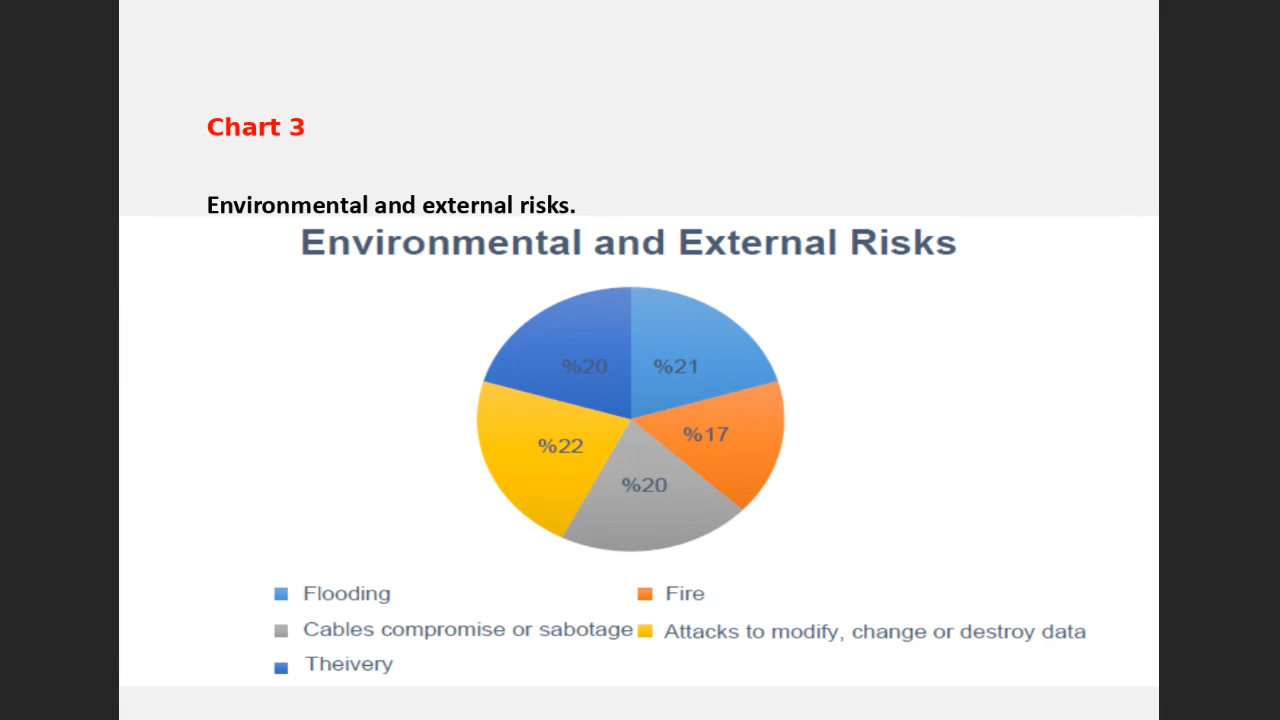 Chart 3
Environmental and external risks.
Environmental and External Risks
%20 %21
%17
%22
%20
Flooding Fire
Cables compromise or sabotage Attacks to modify, change or destroy data
Theivery